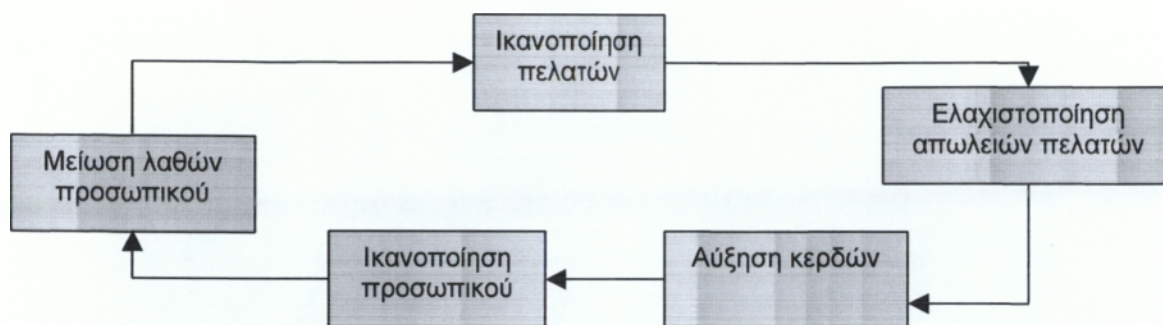 Ικανοποίηση
πελατών
Ελαχιστοποίηση
απωλειών πελατών
Μείωση λαθών
προσωπικού
Ικανοποίηση
προσωπικού
Αύξηση κερδών